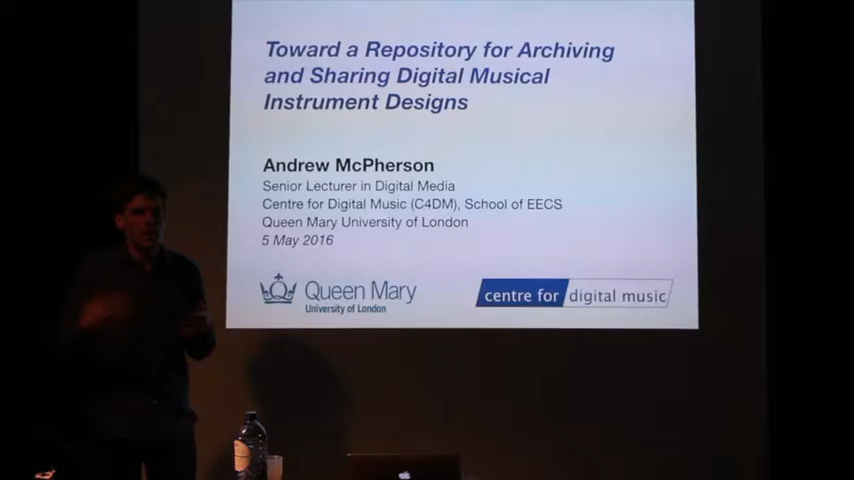 Toward a Repository for Archiving
and Sharing Digital Musical
Instrument Designs
Andrew McPherson
Senior Lecturer in Digital Media
Centre for Digital Music (C4DM), School of EECS
Queen Mary University of London
5 May 2016
Queen Mary
University of London
centre for digital music